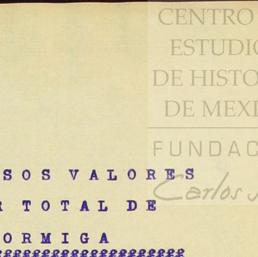 CENTRO
ESTUDIO
DE HISTO
DE MEXI
FUNDAC
Carlos S
SOS VALORES
R TOTAL DE
ORMIGA